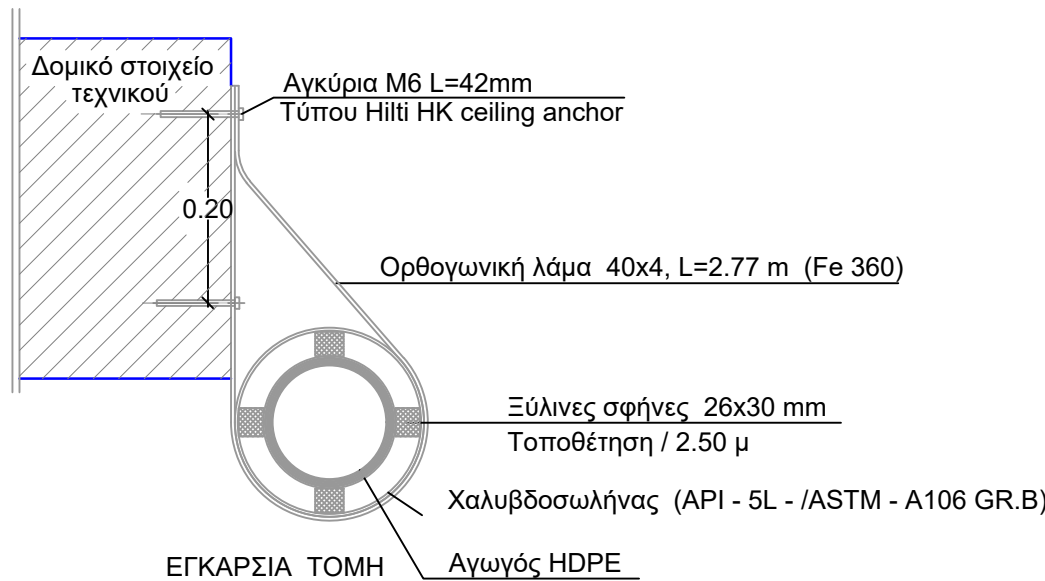 Δομικό στοιχείο
τεχνικού
Αγκύρια M6 L=42mm
Τύπου Hilti HK ceiling anchor
0.20
Ορθογωνική λάμα 40x4, L=2.77 m (Fe 360)
Ξύλινες σφήνες 26x30 mm
Τοποθέτηση / 2.50 μ
Χαλυβδοσωλήνας (API - 5L - /ASTM - A106 GR.B)
ΕΓΚΑΡΣΙΑ ΤΟΜΗ
Αγωγός HDPE